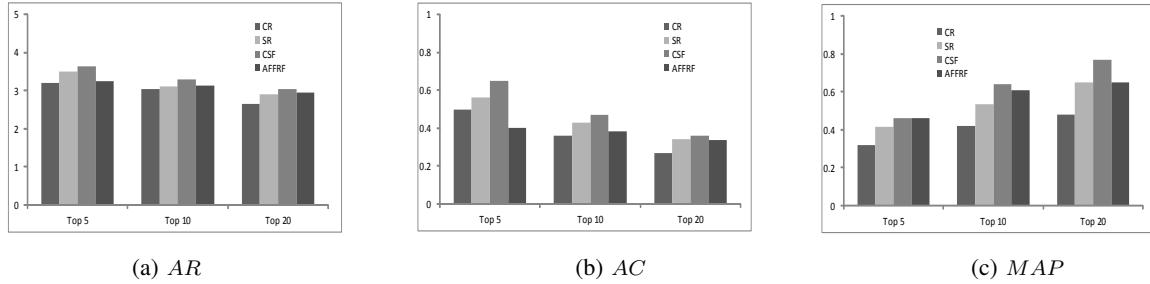 5
4
3
2
1
0
CR
SR
CSF
AFFRF
Top 5 Top 10 Top 20
(a) AR
1
0.8
0.6
0.4
0.2
0
CR
SR
CSF
AFFRF
Top 5 Top 10 Top 20
(b) AC
1
0.8
0.6
0.4
0.2
0
CR
SR
CSF
AFFRF
Top 5 Top 10 Top 20
(c) MAP